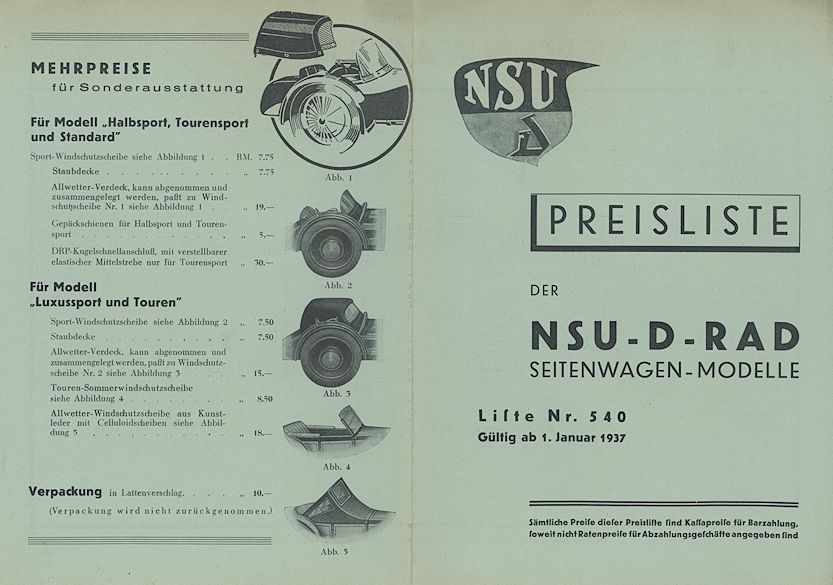 MEHRPREISE
für Sonderausstattung
Für Modell „Halbsport, Tourensport
und Standard"
Sport-Windschutzscheibe siehe Abbildung 1 . . RM. 7.75
Staubdecke . . . . . . . . . . „ 7.75
Allwetter-Verdeck, kann abgenommen und
zusammengelegt werden, paßt zu Wind-
schutzscheibe Nr. 1 siehe Abbildung 1 . . „ 19.—
Gepäckschienen für Halbsport und Touren-
sport . . . . . . . . . . . „ 5.—
DRP-Kugelschnellanschluß, mit verstellbarer
elastischer Mittelstrebe nur für Tourensport „ 30.—
Für Modell
„Luxussport und Touren"
Sport-Windschutzscheibe siehe Abbildung 2 „ 7.50
Staubdecke . . . . . . . . . „ 7.50
Allwetter-Verdeck, kann abgenommen und
zusammengelegt werden, paßt zu Windschutz-
scheibe Nr. 2 siehe Abbildung 3 . . . . „ 15.—
Touren-Sommerwindschutzscheibe
siehe Abbildung 4 . . . . . . . . „ 8.50
Allwetter-Windschutzscheibe aus Kunst-
leder mit Celluloidscheiben siehe Abbil-
dung 5 . . . . . . . . . . „ 18.—
Verpackung in Lattenverschlag. . . . . „ 10.—
(Verpackung wird nicht zurückgenommen.)
Abb. 1
Abb. 2
Abb. 3
Abb. 4
Abb. 5
NSU
PREISLISTE
DER
NSU-D-RAD
SEITENWAGEN-MODELLE
Liſte Nr. 540
Gültig ab 1. Januar 1937
Sämtliche Preiſe dieſer Preisliſte ſind Kaſſapreiſe für Barzahlung,
ſoweit nicht Ratenpreiſe für Abzahlungsgeſchäfte angegeben ſind